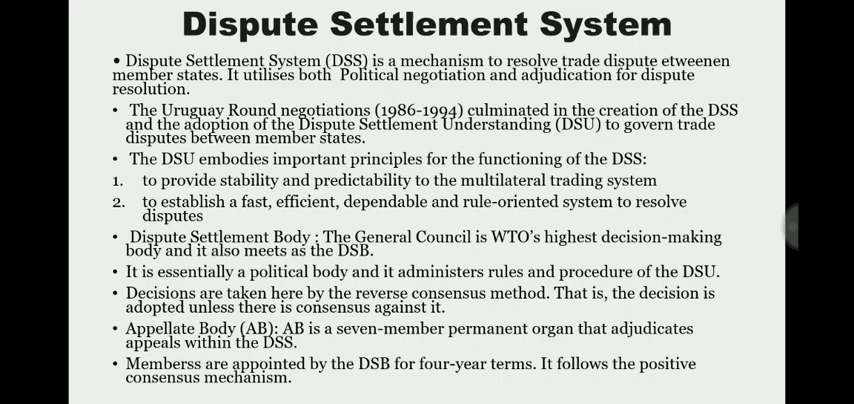 Dispute Settlement System
• Dispute Settlement System (DSS) is a mechanism to resolve trade dispute etweenen
member states. It utilises both Political negotiation and adjudication for dispute
resolution.
• The Uruguay Round negotiations (1986-1994) culminated in the creation of the DSS
and the adoption of the Dispute Settlement Understanding (DSU) to govern trade
disputes between member states.
• The DSU embodies important principles for the functioning of the DSS:
1. to provide stability and predictability to the multilateral trading system
2. to establish a fast, efficient, dependable and rule-oriented system to resolve
disputes
• Dispute Settlement Body : The General Council is WTO's highest decision-making
body and it also meets as the DSB.
• It is essentially a political body and it administers rules and procedure of the DSU.
• Decisions are taken here by the reverse consensus method. That is, the decision is
adopted unless there is consensus against it.
• Appellate Body (AB): AB is a seven-member permanent organ that adjudicates
appeals within the DSS.
• Memberss are appointed by the DSB for four-year terms. It follows the positive
consensus mechanism.